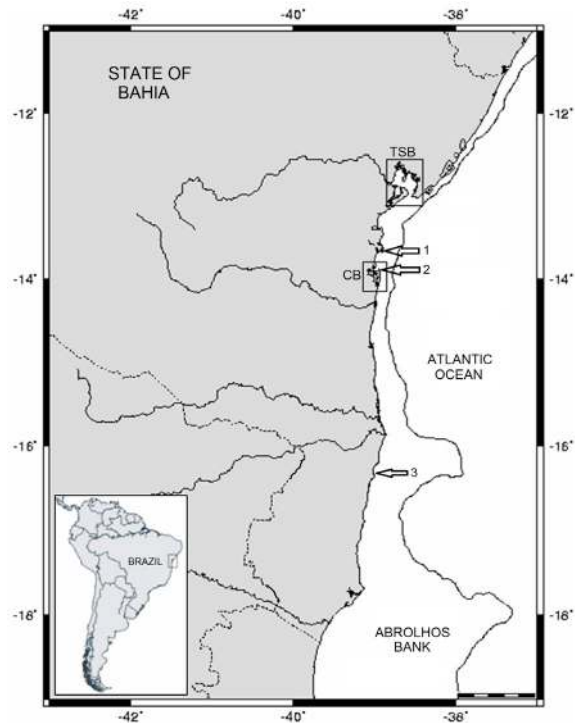 -42° -40° -38°
STATE OF
BAHIA
-12° -12°
TSB
1
-14° CB 2 -14°
ATLANTIC
OCEAN
-16° -16°
3
BRAZIL
-18° -18°
ABROLHOS
BANK
-42° -40° -38°